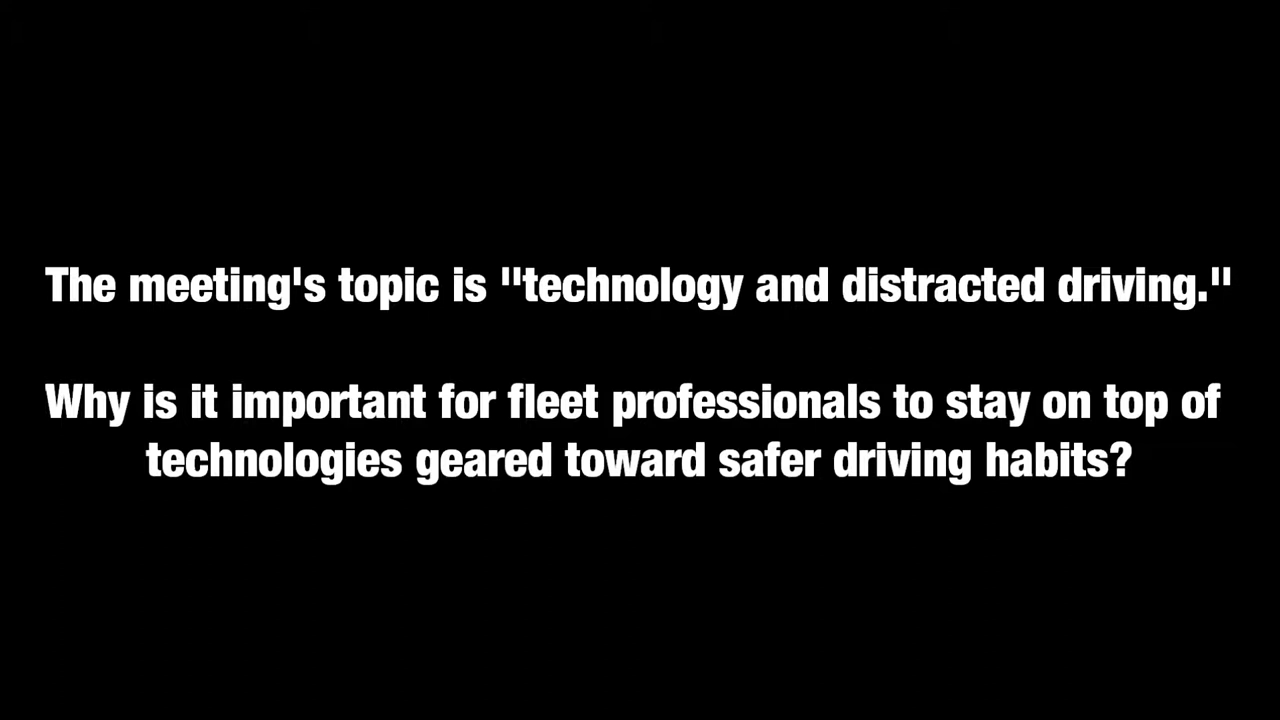 The meeting's topic is "technology and distracted driving."
Why is it important for fleet professionals to stay on top of
technologies geared toward safer driving habits?